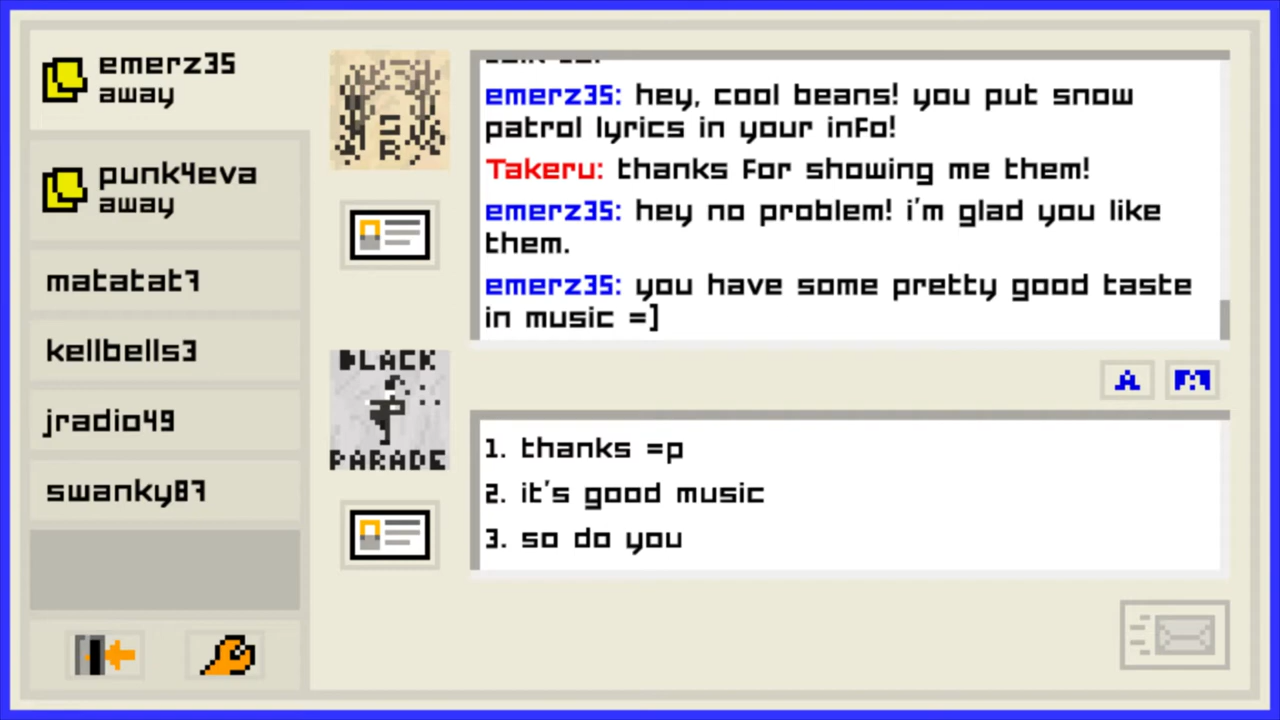 emerz35
away
punk4eva
away
matatat7
kellbells3
jradio49
swanky87
S
R
emerz35: hey, cool beans! you put snow
patrol lyrics in your info!
Takeru: thanks for showing me them!
emerz35: hey no problem! i'm glad you like
them.
emerz35: you have some pretty good taste
in music =]
BLACK
PARADE
A
1. thanks =p
2. it's good music
3. so do you